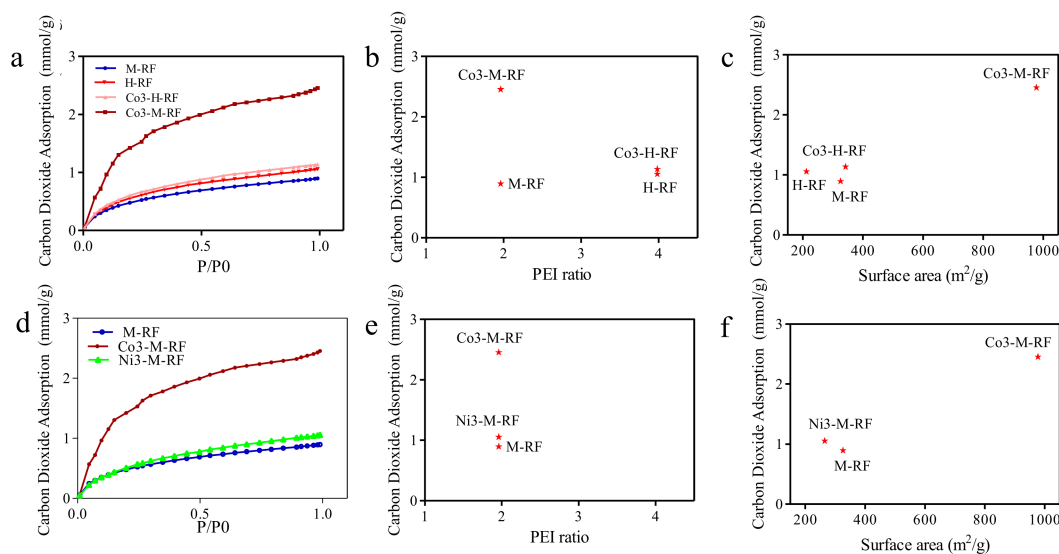 a
Carbon Dioxide Adsorption (mmol/g)
3
2
1
0
0.0
0.5
1.0
P/P0
M-RF
H-RF
Co3-H-RF
Co3-M-RF
b
Carbon Dioxide Adsorption (mmol/g)
3
2
1
0
1
2
3
4
PEI ratio
Co3-M-RF
M-RF
Co3-H-RF
H-RF
c
Carbon Dioxide Adsorption (mmol/g)
3
2
1
0
200
400
600
800
1000
Surface area (m²/g)
Co3-M-RF
Co3-H-RF
H-RF
M-RF
d
Carbon Dioxide Adsorption (mmol/g)
3
2
1
0
0.0
0.5
1.0
P/P0
M-RF
Co3-M-RF
Ni3-M-RF
e
Carbon Dioxide Adsorption (mmol/g)
3
2
1
0
1
2
3
4
PEI ratio
Co3-M-RF
Ni3-M-RF
M-RF
f
Carbon Dioxide Adsorption (mmol/g)
3
2
1
0
200
400
600
800
1000
Surface area (m²/g)
Co3-M-RF
Ni3-M-RF
M-RF